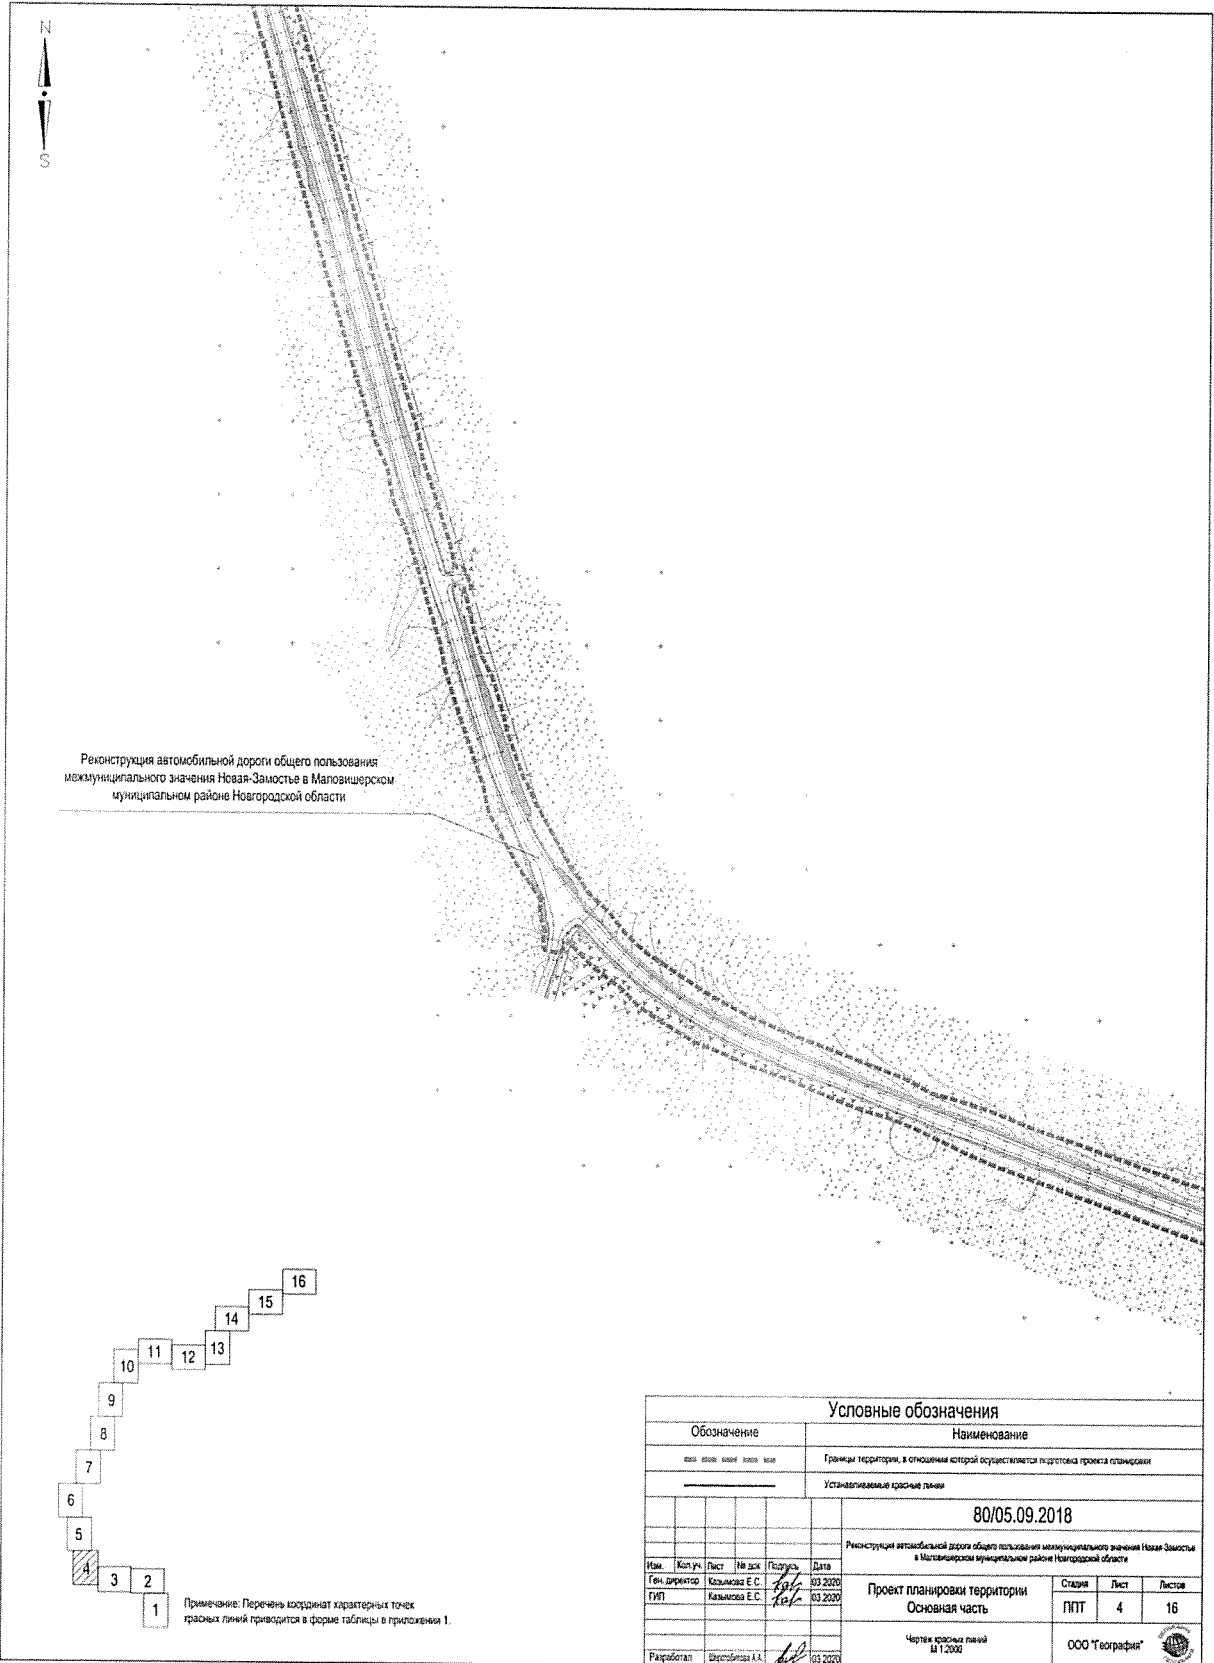 N
S
Реконструкция автомобильной дороги общего пользования
межмуниципального значения Новая-Замостье в Маловишерском
муниципальном районе Новгородской области
16
15
14
13
12
11
10
9
8
7
6
5
4
3
2
1
Примечание: Перечень координат характерных точек
красных линий приводится в форме таблицы в приложении 1.
Условные обозначения
Обозначение Наименование
Границы территории, в отношении которой осуществляется подготовка проекта планировки
Устанавливаемые красные линии
80/05.09.2018
Реконструкция автомобильной дороги общего пользования межмуниципального значения Новая-Замостье
в Маловишерском муниципальном районе Новгородской области
Изм. Кол.уч. Лист № док Подпись Дата
Ген. директор Казымова Е.С. 03.2020
ГИП Казымова Е.С. 03.2020
Проект планировки территории
Основная часть
Стадия Лист Листов
ППТ 4 16
Чертеж красных линий
М 1:2000
ООО "География"
Разработал 03.2020